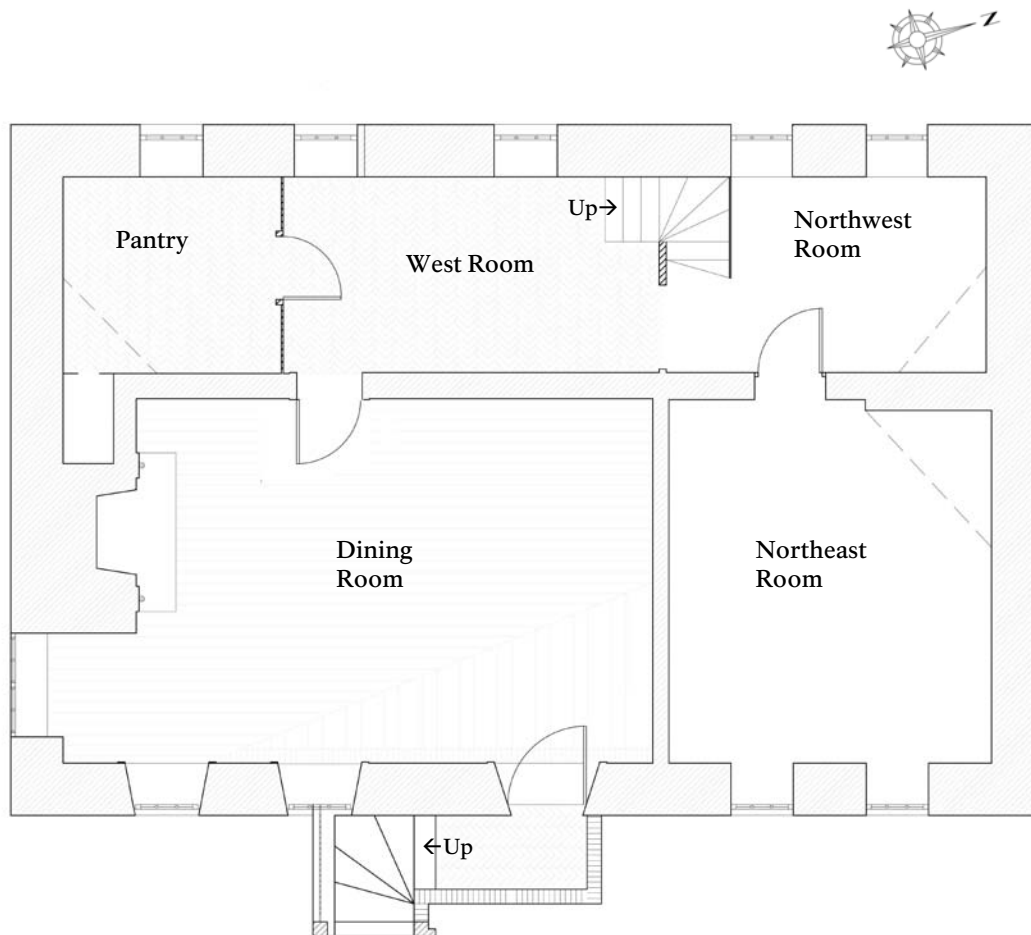 N
Up→
Northwest
Room
Pantry
West Room
Dining
Room
Northeast
Room
←Up